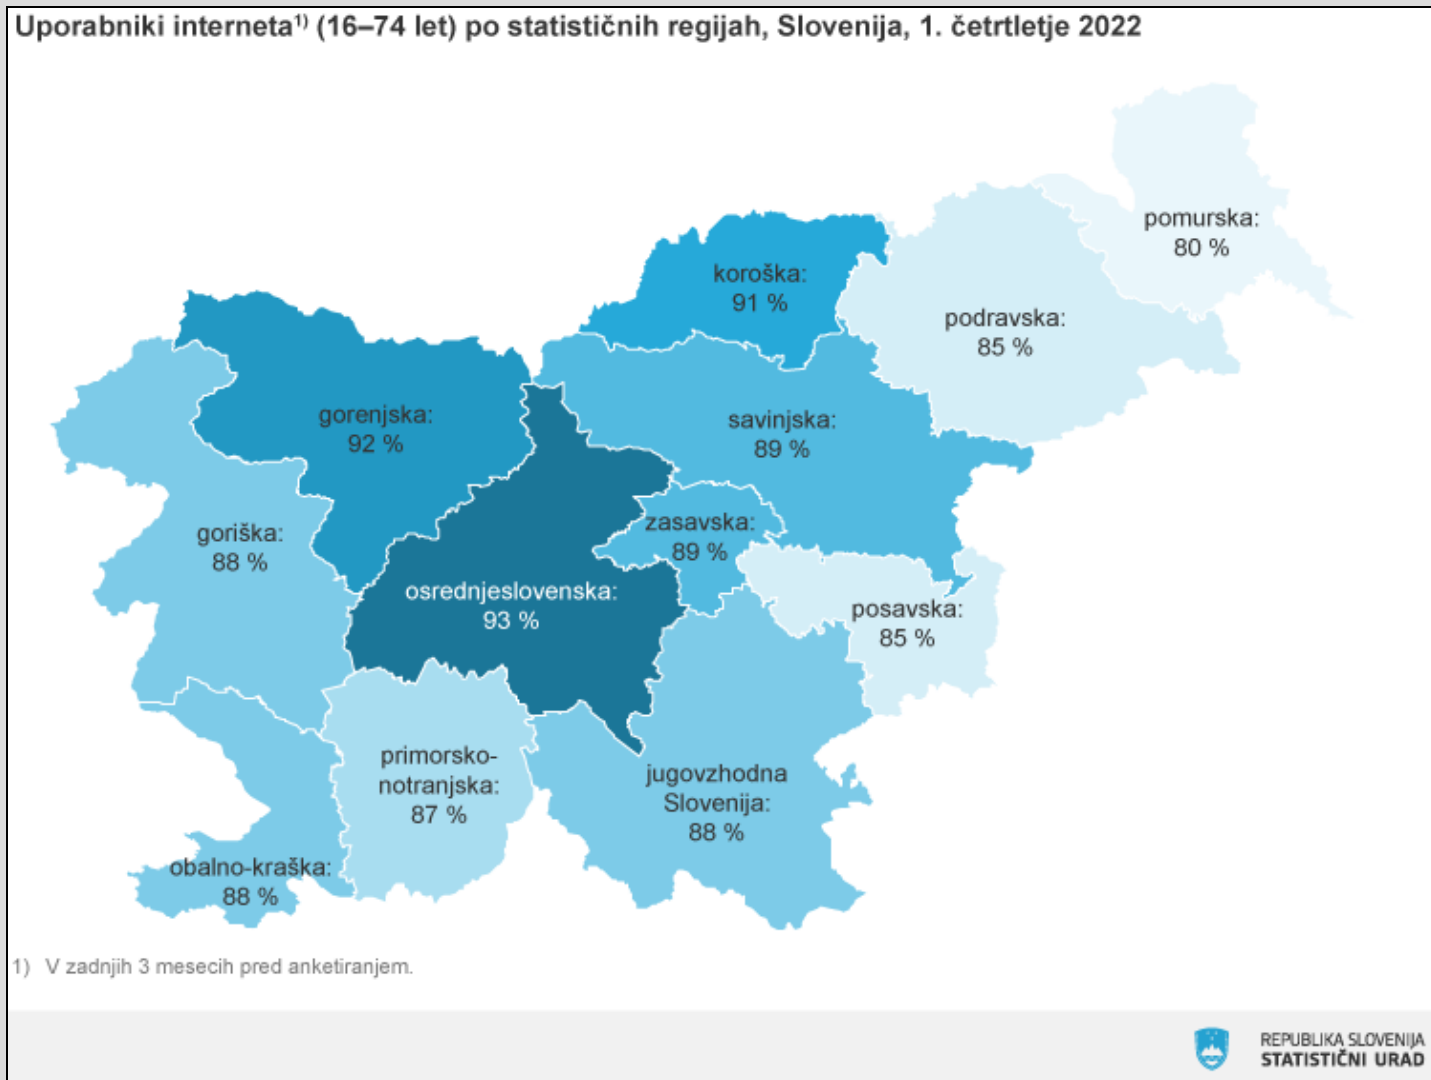 Uporabniki interneta¹⁾ (16–74 let) po statističnih regijah, Slovenija, 1. četrtletje 2022
pomurska:
80 %
koroška:
91 %
podravska:
85 %
gorenjska:
92 %
savinjska:
89 %
goriška:
88 %
zasavska:
89 %
osrednjeslovenska:
93 %
posavska:
85 %
primorsko-
notranjska:
87 %
jugovzhodna
Slovenija:
88 %
obalno-kraška:
88 %
1) V zadnjih 3 mesecih pred anketiranjem.
REPUBLIKA SLOVENIJA
STATISTIČNI URAD